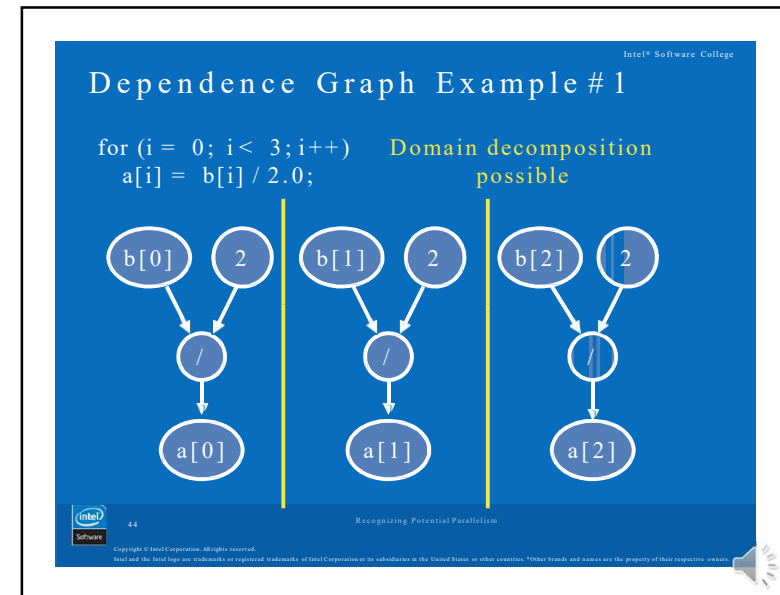 Intel® Software College
Dependence Graph Example #1
for (i = 0; i < 3; i++)
a[i] = b[i] / 2.0;
Domain decomposition
possible
b[0] 2 b[1] 2 b[2] 2
/ / /
a[0] a[1] a[2]
intel
Software
44
Recognizing Potential Parallelism
Copyright © Intel Corporation. All rights reserved.
Intel and the Intel logo are trademarks or registered trademarks of Intel Corporation or its subsidiaries in the United States or other countries. *Other brands and names are the property of their respective owners.